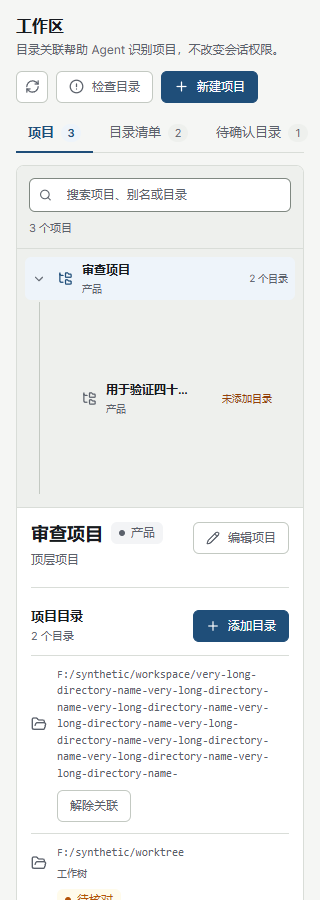 工作区
目录关联帮助 Agent 识别项目，不改变会话权限。
检查目录
新建项目
项目 3 目录清单 2 待确认目录 1
搜索项目、别名或目录
3 个项目
审查项目
产品
2 个目录
用于验证四十...
产品
未添加目录
审查项目
产品
编辑项目
顶层项目
项目目录
2 个目录
添加目录
F:/synthetic/workspace/very-long-
directory-name-very-long-directory-
name-very-long-directory-name-very-
long-directory-name-very-long-
directory-name-very-long-directory-
name-very-long-directory-name-very-
long-directory-name-
解除关联
F:/synthetic/worktree
工作树
待核对